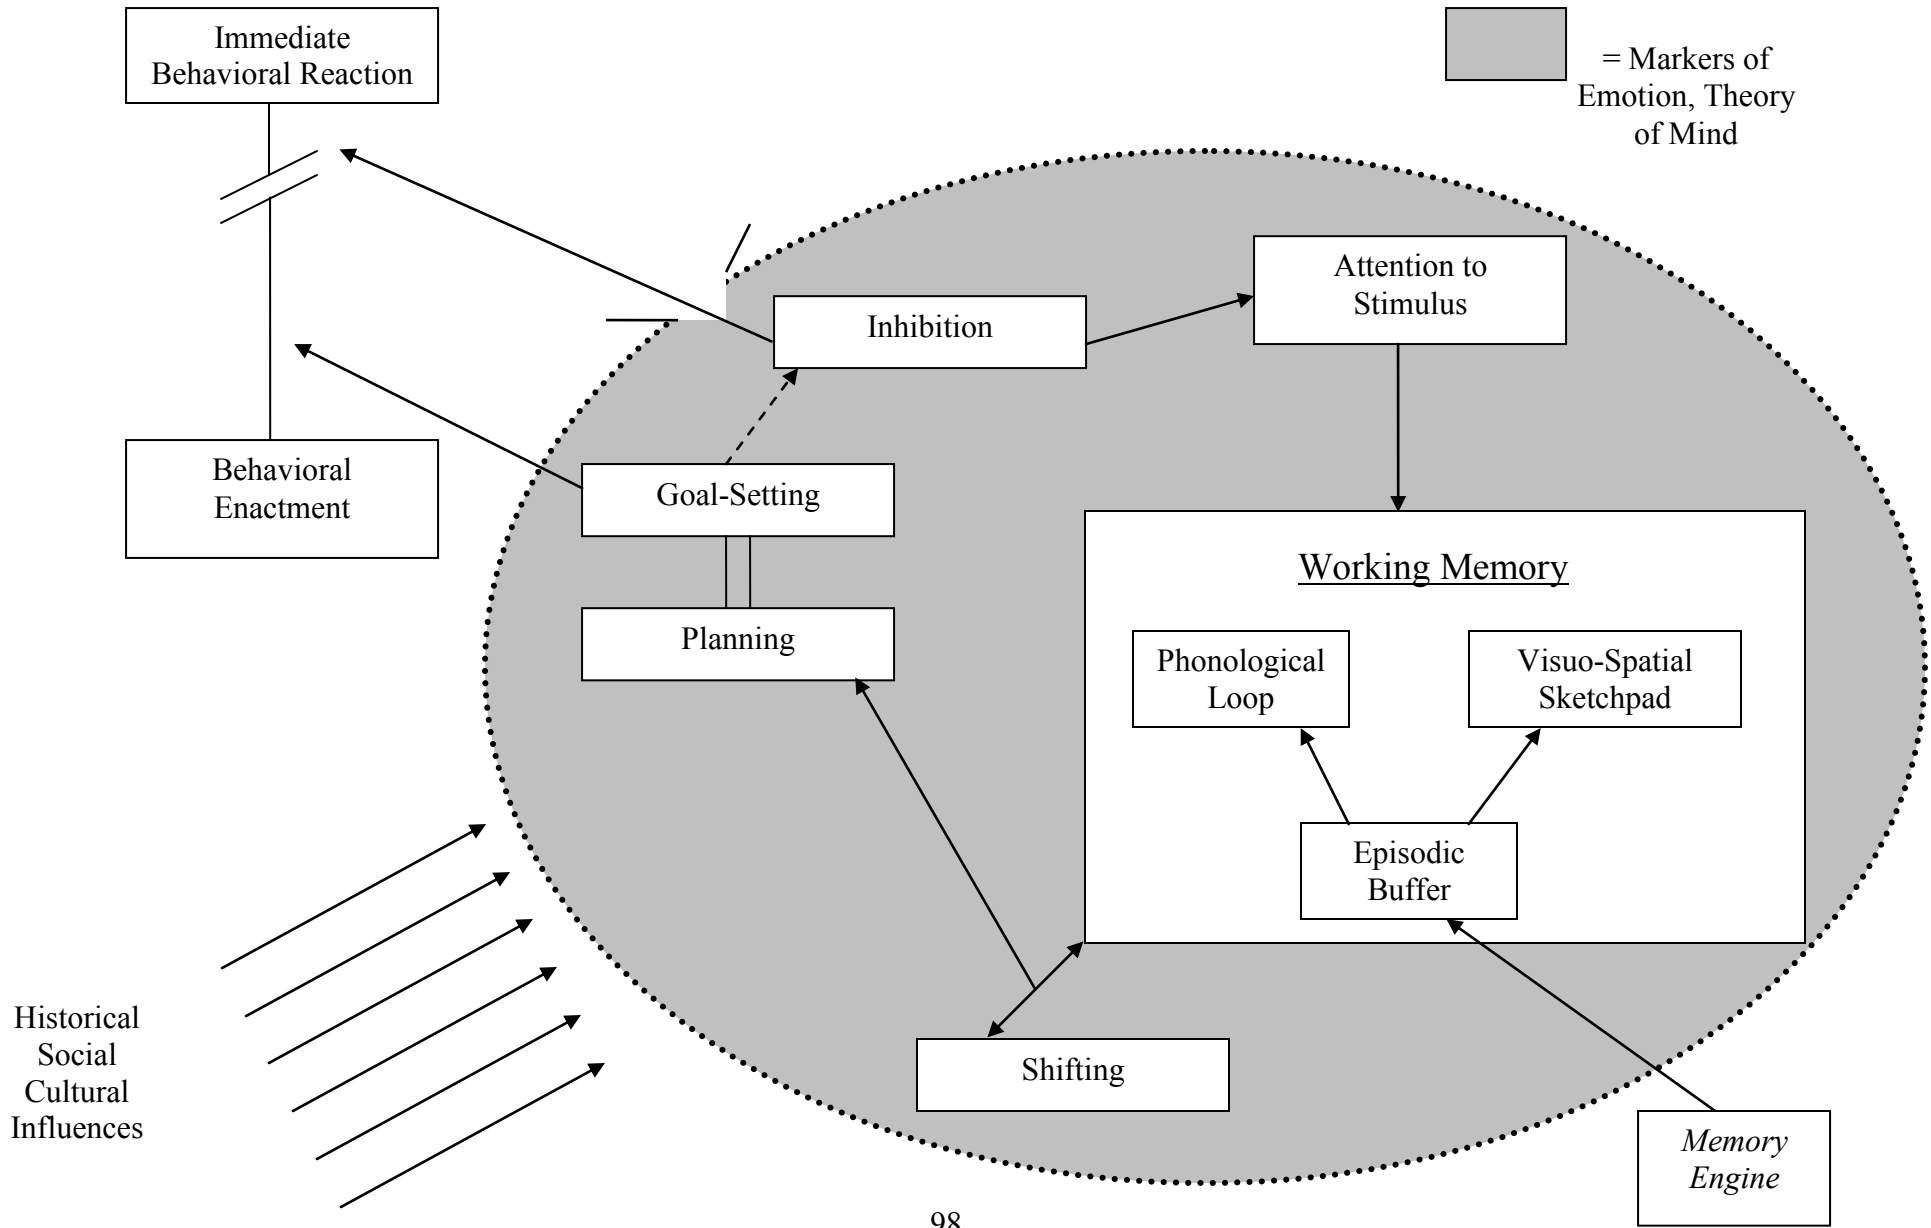 Immediate
Behavioral Reaction
= Markers of
Emotion, Theory
of Mind
Attention to
Stimulus
Inhibition
Behavioral
Enactment
Goal-Setting
Working Memory
Planning
Phonological
Loop
Visuo-Spatial
Sketchpad
Episodic
Buffer
Historical
Social
Cultural
Influences
Shifting
Memory
Engine
98